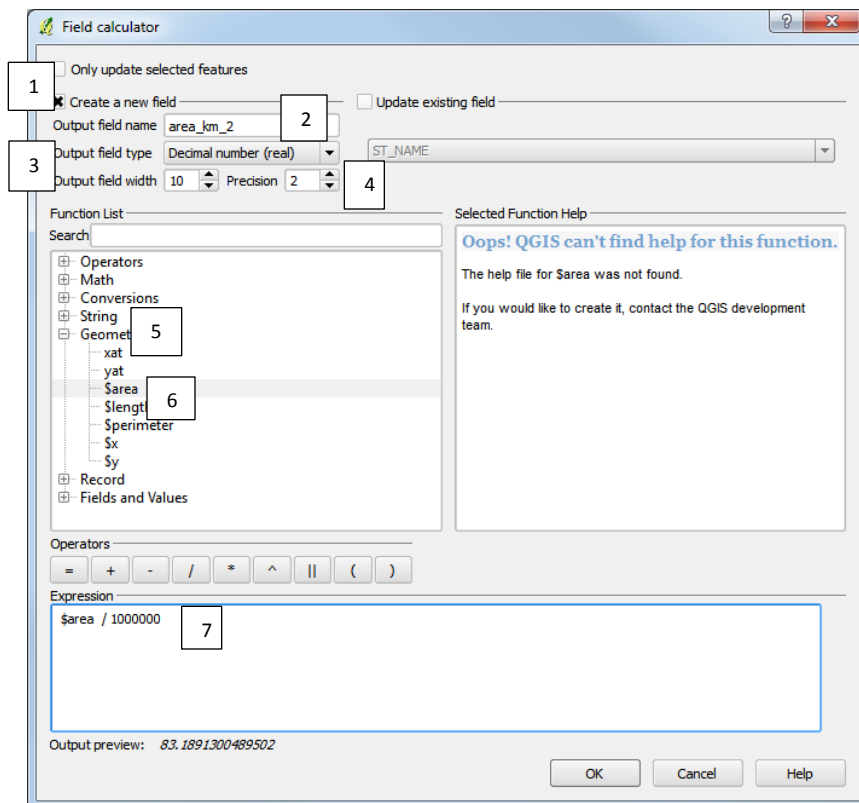 Field calculator
Only update selected features
1
Create a new field
Update existing field
Output field name area_km_2
2
3
Output field type Decimal number (real)
ST_NAME
Output field width 10 Precision 2
4
Function List
Selected Function Help
Search
Oops! QGIS can't find help for this function.
The help file for $area was not found.
If you would like to create it, contact the QGIS development
team.
Operators
Math
Conversions
String
Geomet
5
xat
yat
$area
6
$lengt
$perimeter
$x
$y
Record
Fields and Values
Operators
= + - / * ^ || ( )
Expression
$area / 1000000
7
Output preview: 83.1891300489502
OK Cancel Help